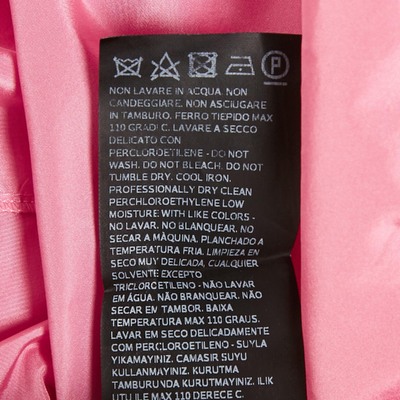 P
NON LAVARE IN ACQUA. NON
CANDEGGIARE. NON ASCIUGARE
IN TAMBURO. FERRO TIEPIDO MAX
110 GRADI C. LAVARE A SECCO
DELICATO CON
PERCLOROETILENE - DO NOT
WASH. DO NOT BLEACH. DO NOT
TUMBLE DRY. COOL IRON.
PROFESSIONALLY DRY CLEAN
PERCHLOROETHYLENE LOW
MOISTURE WITH LIKE COLORS -
NO LAVAR. NO BLANQUEAR. NO
SECAR A MÀQUINA. PLANCHADO A
TEMPERATURA FRIA. LIMPIEZA EN
SECO MUY DELICADA, CUALQUIER
SOLVENTE EXCEPTO
TRICLOROETILENO - NÃO LAVAR
EM ÁGUA. NÃO BRANQUEAR. NÃO
SECAR EM TAMBOR. BAIXA
TEMPERATURA MAX 110 GRAUS.
LAVAR EM SECO DELICADAMENTE
COM PERCLOROETILENO - SUYLA
YIKAMAYINIZ. CAMASIR SUYU
KULLANMAYINIZ. KURUTMA
TAMBURUNDA KURUTMAYINIZ. ILIK
UTU ILE MAX 110 DERECE C.